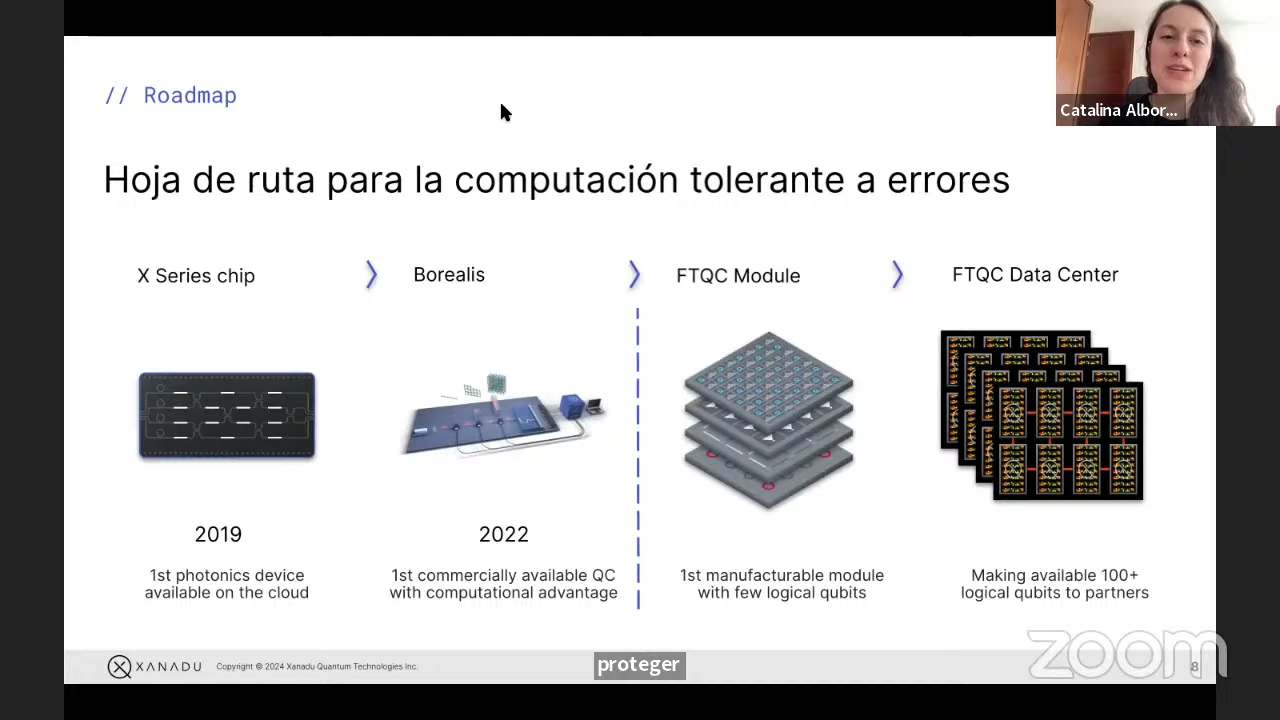 // Roadmap
Catalina Albor...
Hoja de ruta para la computación tolerante a errores
X Series chip
Borealis
FTQC Module
FTQC Data Center
2019
2022
1st photonics device
available on the cloud
1st commercially available QC
with computational advantage
1st manufacturable module
with few logical qubits
Making available 100+
logical qubits to partners
XANADU
Copyright © 2024 Xanadu Quantum Technologies Inc.
proteger
zoom
8